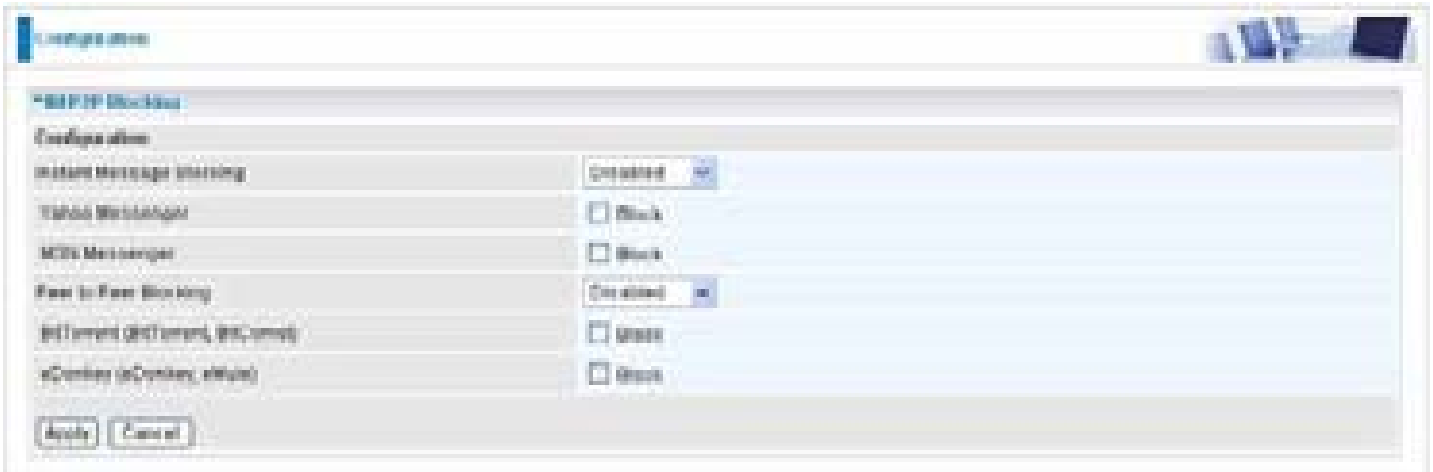 Configuration
IM/P2P Blocking
Configuration
Instant Message Blocking Disabled
Yahoo Messenger Block
MSN Messenger Block
Peer to Peer Blocking Disabled
BitTorrent (BitTorrent, BitComet) Block
eDonkey (eDonkey, eMule) Block
Apply Cancel